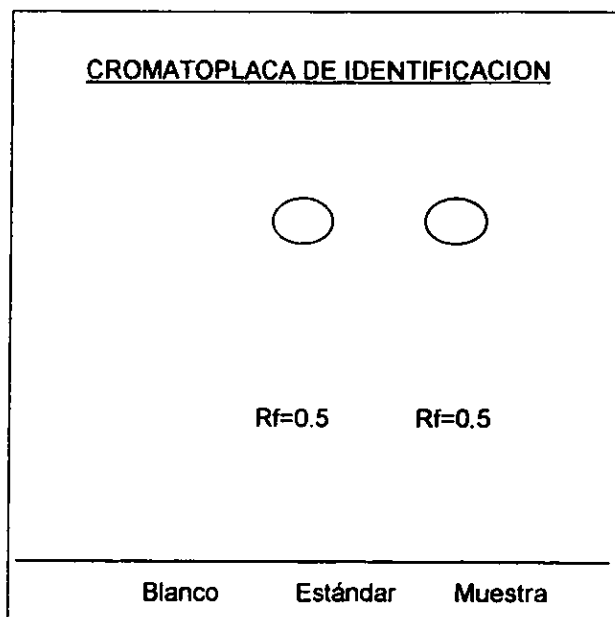 CROMATOPLACA DE IDENTIFICACION
Rf=0.5 Rf=0.5
Blanco Estándar Muestra